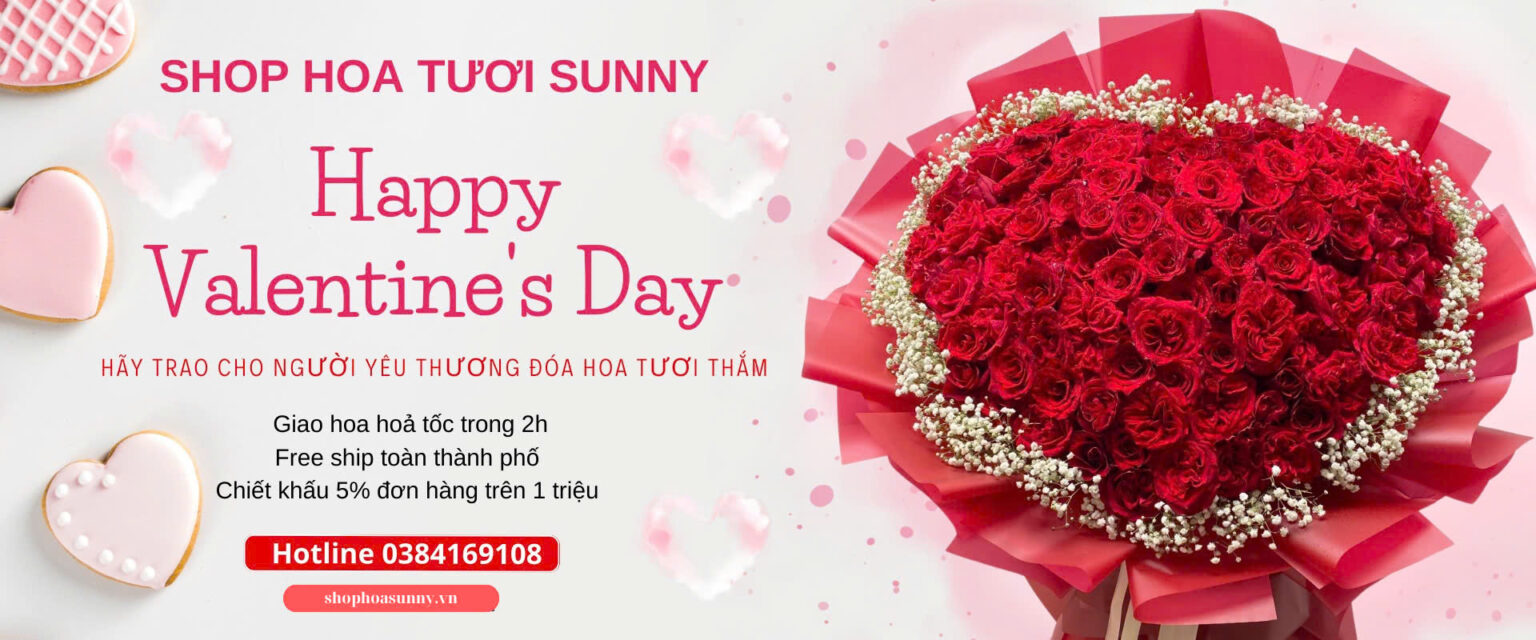 SHOP HOA TƯƠI SUNNY
Happy
Valentine's Day
HÃY TRAO CHO NGƯỜI YÊU THƯƠNG ĐÓA HOA TƯƠI THẮM
Giao hoa hoả tốc trong 2h
Free ship toàn thành phố
Chiết khấu 5% đơn hàng trên 1 triệu
Hotline 0384169108
shophoasunny.vn